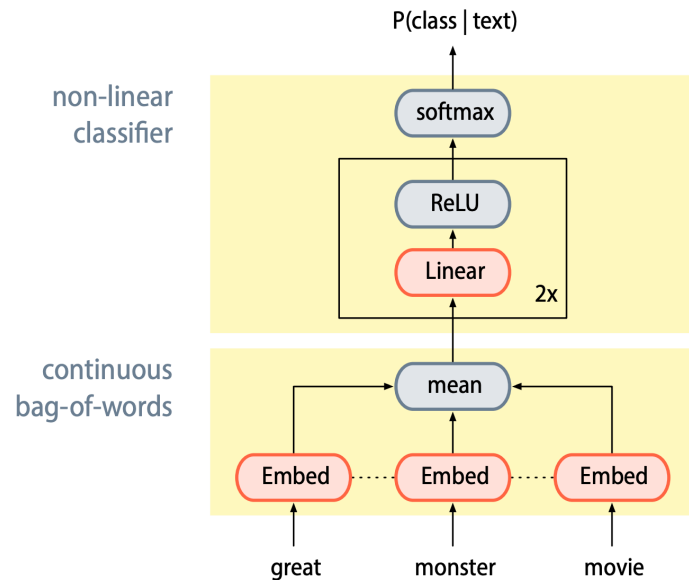 P(class | text)
non-linear
classifier
softmax
ReLU
Linear
2x
continuous
bag-of-words
mean
Embed
Embed
Embed
great
monster
movie